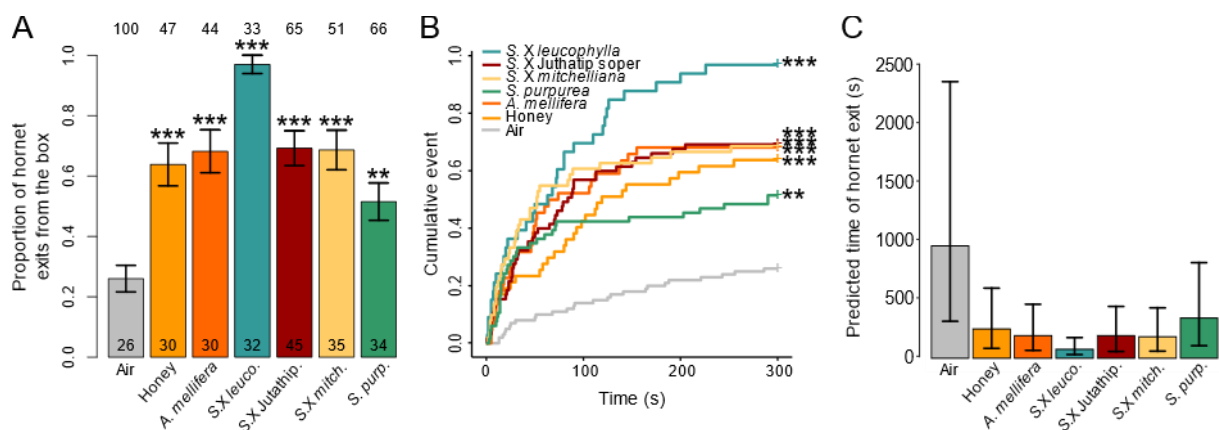 A
100 47 44 33 65 51 66
Proportion of hornet
exits from the box
1.0
0.8
0.6
0.4
0.2
0.0
*** *** *** *** *** **
26 30 30 32 45 35 34
Air Honey A. mellifera S.X leuco. S.X Jutathip. S.X mitch. S. purp.
B
Cumulative event
1.0
0.8
0.6
0.4
0.2
0.0
S. X leucophylla
S. X Juthatip soper
S. X mitchelliana
S. purpurea
A. mellifera
Honey
Air
***
***
***
***
***
**
0 100 200 300
Time (s)
C
Predicted time of hornet exit (s)
2500
2000
1500
1000
500
0
Air Honey A. mellifera S.X leuco. S.X Jutathip. S.X mitch. S. purp.